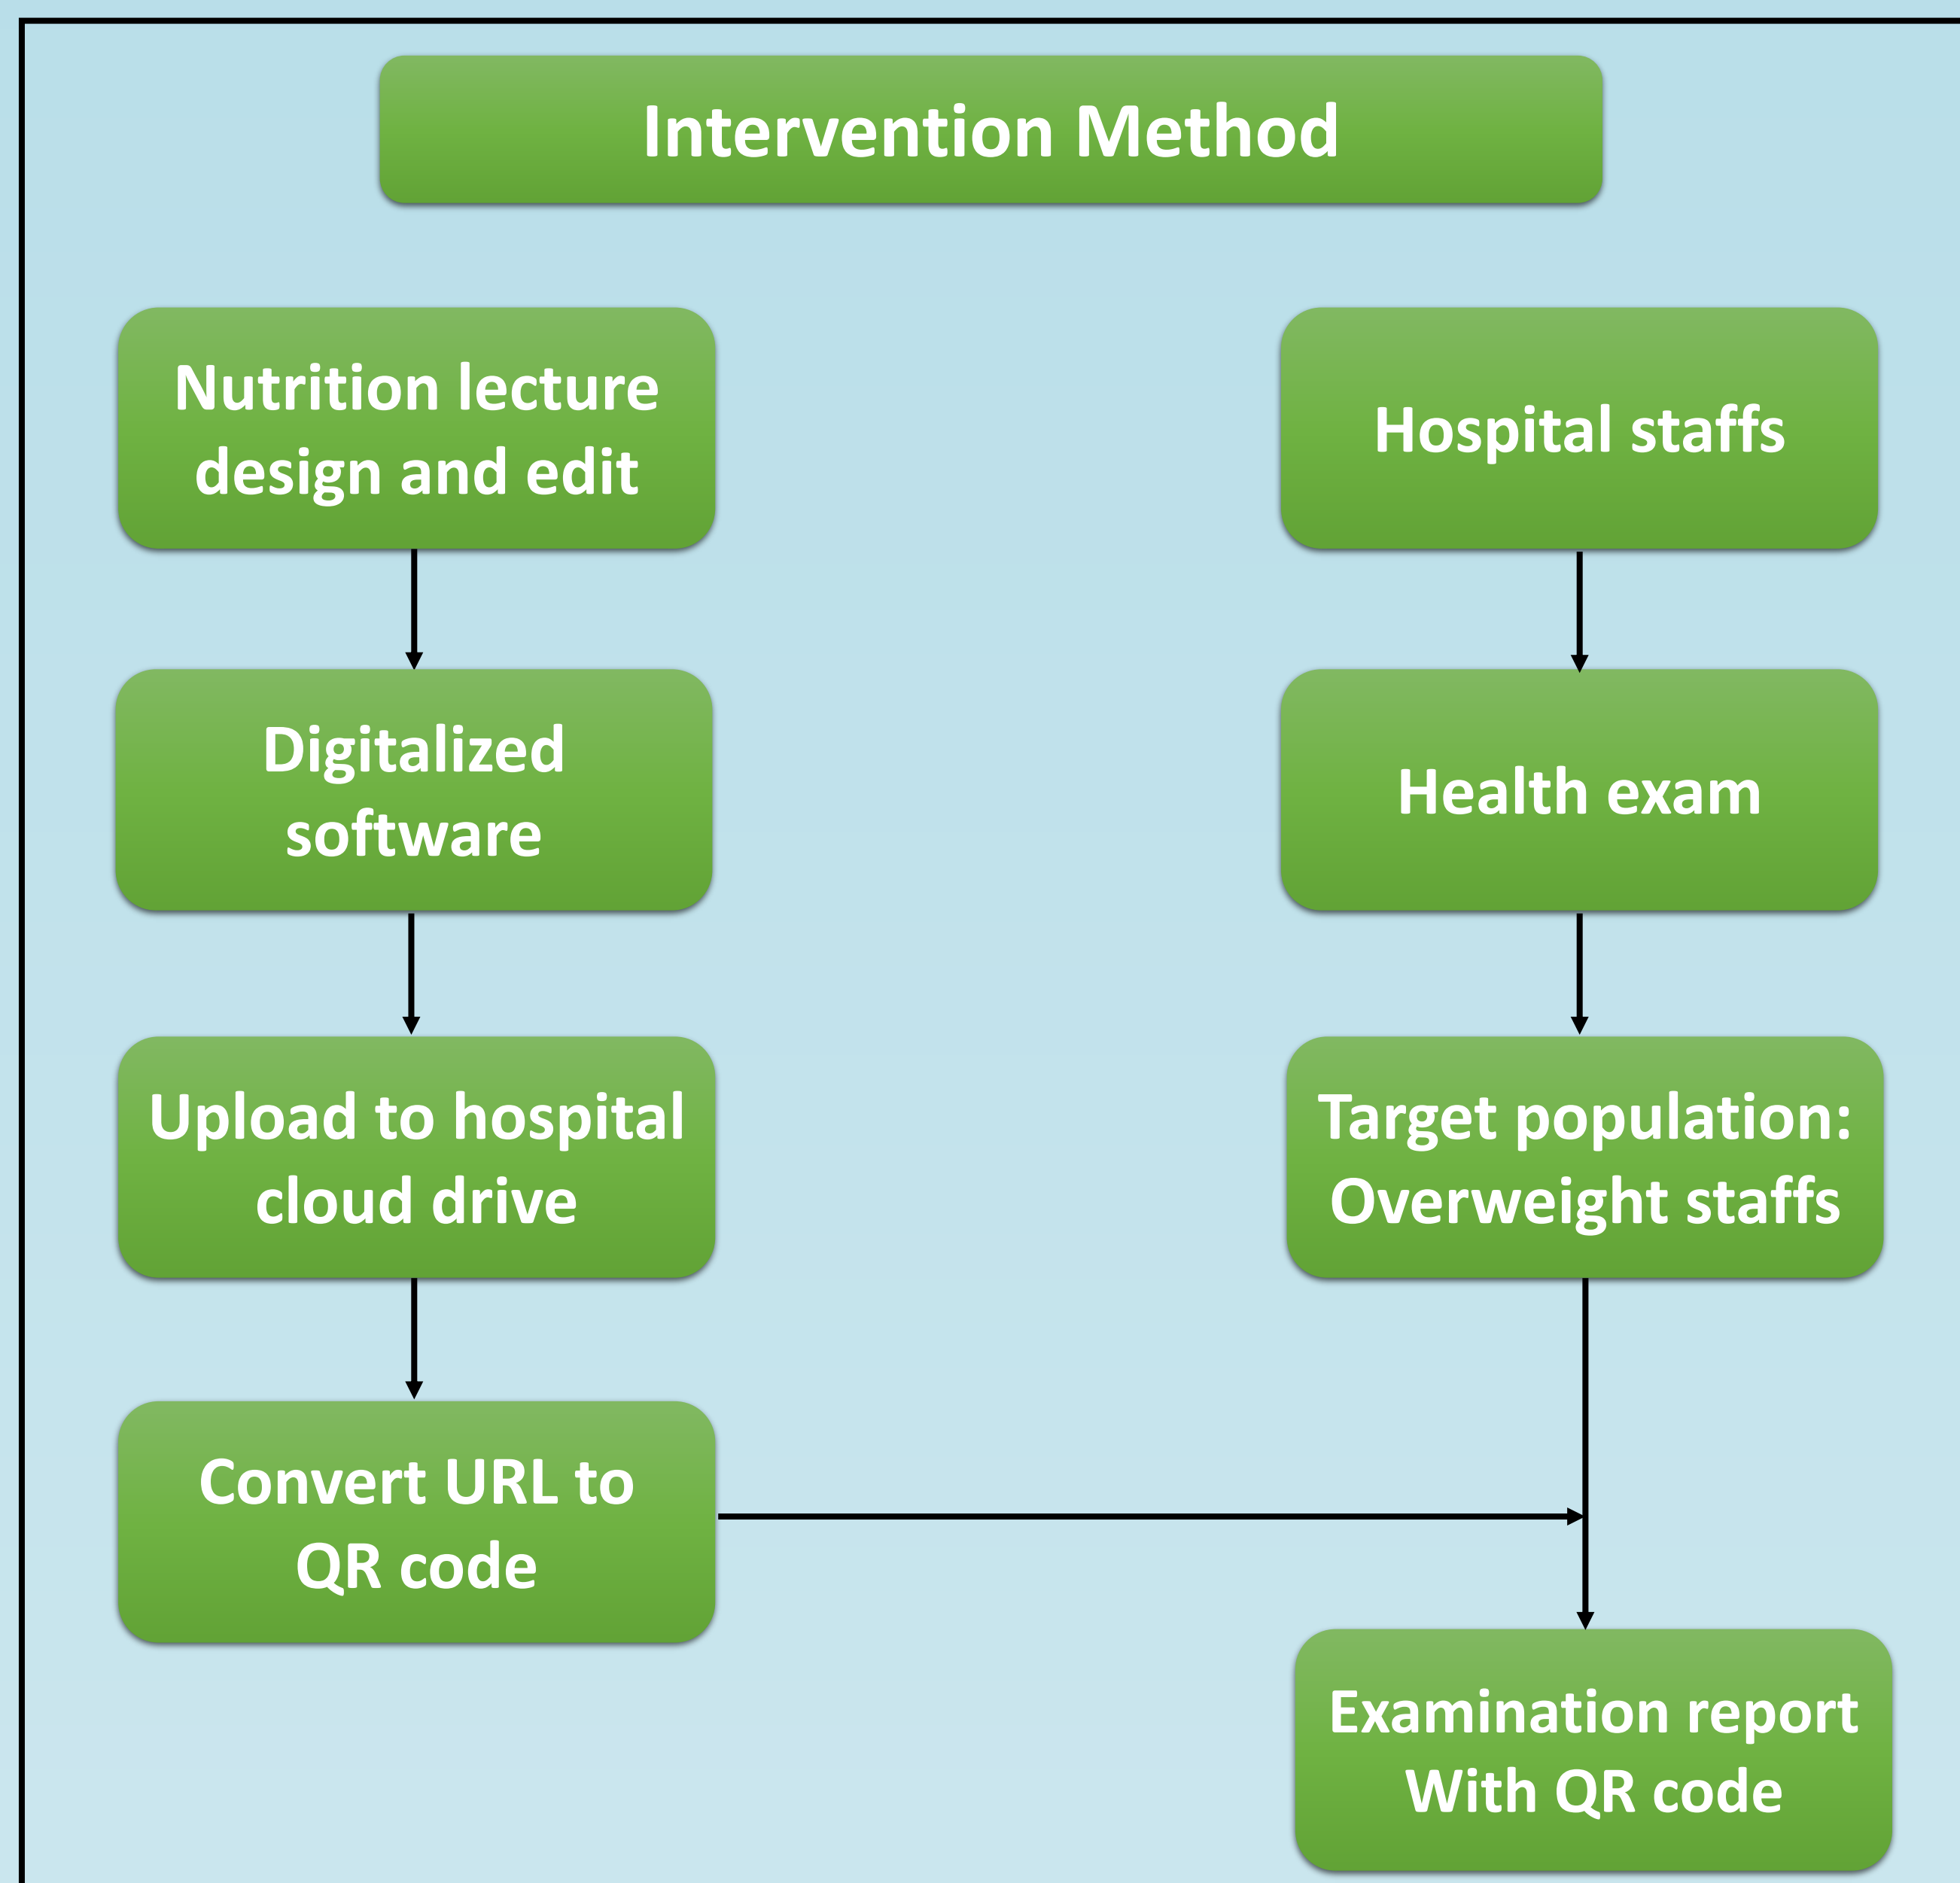 Intervention Method
Nutrition lecture
design and edit
Digitalized
software
Upload to hospital
cloud drive
Convert URL to
QR code
Hospital staffs
Health exam
Target population:
Overweight staffs
Examination report
With QR code